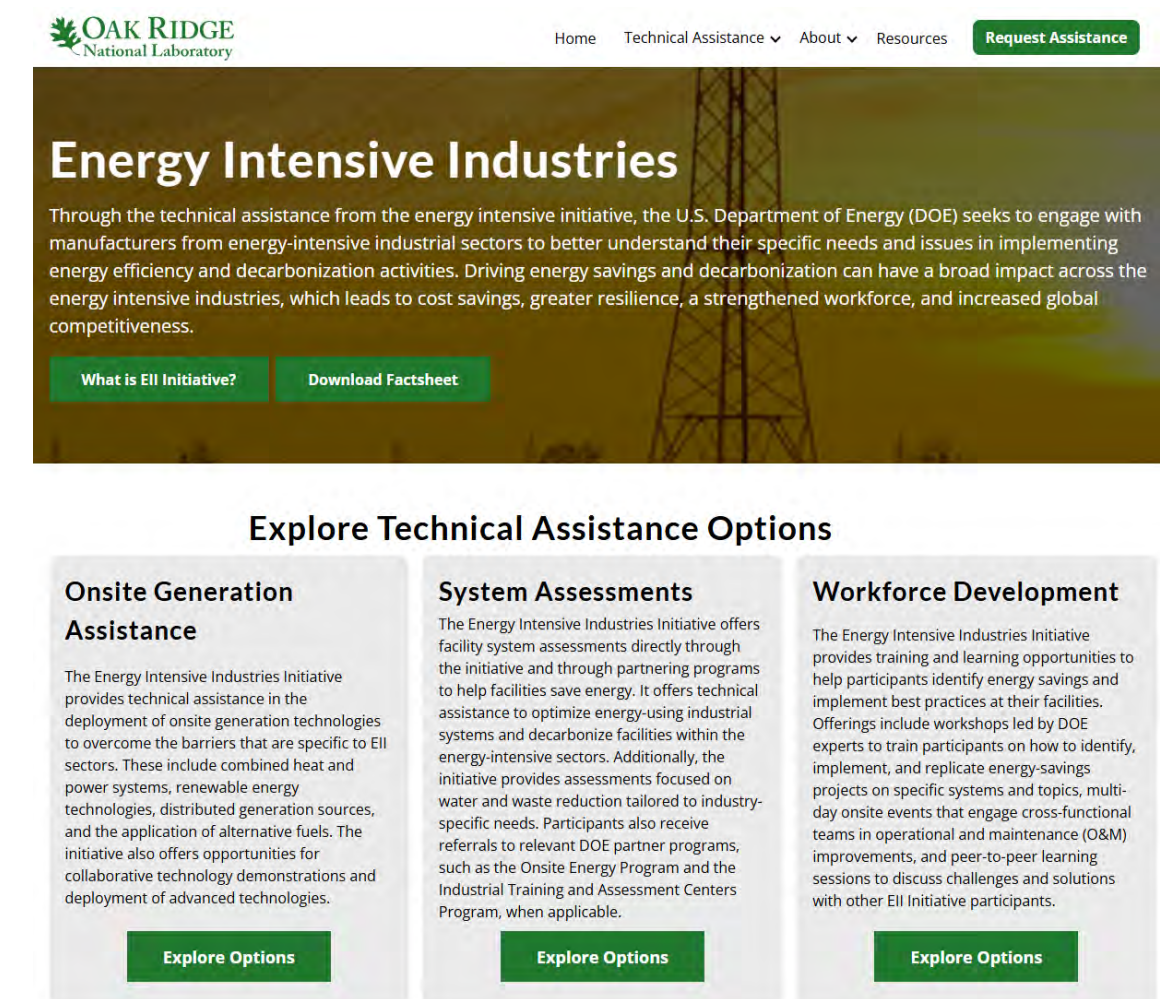 OAK RIDGE
National Laboratory
Home Technical Assistance About Resources Request Assistance
Energy Intensive Industries
Through the technical assistance from the energy intensive initiative, the U.S. Department of Energy (DOE) seeks to engage with
manufacturers from energy-intensive industrial sectors to better understand their specific needs and issues in implementing
energy efficiency and decarbonization activities. Driving energy savings and decarbonization can have a broad impact across the
energy intensive industries, which leads to cost savings, greater resilience, a strengthened workforce, and increased global
competitiveness.
What is EII Initiative? Download Factsheet
Explore Technical Assistance Options
Onsite Generation
Assistance
The Energy Intensive Industries Initiative
provides technical assistance in the
deployment of onsite generation technologies
to overcome the barriers that are specific to EII
sectors. These include combined heat and
power systems, renewable energy
technologies, distributed generation sources,
and the application of alternative fuels. The
initiative also offers opportunities for
collaborative technology demonstrations and
deployment of advanced technologies.
Explore Options
System Assessments
The Energy Intensive Industries Initiative offers
facility system assessments directly through
the initiative and through partnering programs
to help facilities save energy. It offers technical
assistance to optimize energy-using industrial
systems and decarbonize facilities within the
energy-intensive sectors. Additionally, the
initiative provides assessments focused on
water and waste reduction tailored to industry-
specific needs. Participants also receive
referrals to relevant DOE partner programs,
such as the Onsite Energy Program and the
Industrial Training and Assessment Centers
Program, when applicable.
Explore Options
Workforce Development
The Energy Intensive Industries Initiative
provides training and learning opportunities to
help participants identify energy savings and
implement best practices at their facilities.
Offerings include workshops led by DOE
experts to train participants on how to identify,
implement, and replicate energy-savings
projects on specific systems and topics, multi-
day onsite events that engage cross-functional
teams in operational and maintenance (O&M)
improvements, and peer-to-peer learning
sessions to discuss challenges and solutions
with other EII Initiative participants.
Explore Options